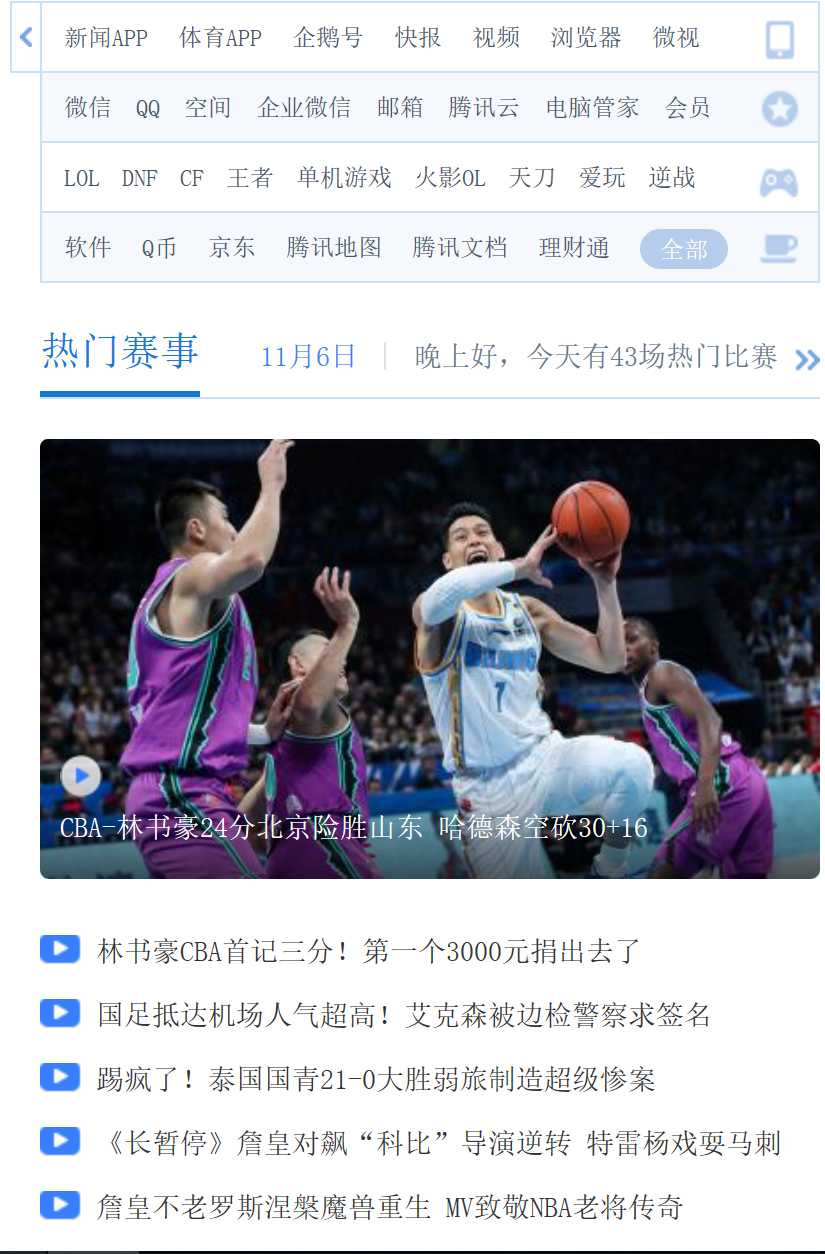 新闻APP 体育APP 企鹅号 快报 视频 浏览器 微视
微信 QQ 空间 企业微信 邮箱 腾讯云 电脑管家 会员
LOL DNF CF 王者 单机游戏 火影OL 天刀 爱玩 逆战
软件 Q币 京东 腾讯地图 腾讯文档 理财通 全部
热门赛事 11月6日 晚上好，今天有43场热门比赛
BEIJING
7
CBA-林书豪24分北京险胜山东 哈德森空砍30+16
林书豪CBA首记三分！第一个3000元捐出去了
国足抵达机场人气超高！艾克森被边检警察求签名
踢疯了！泰国国青21-0大胜弱旅制造超级惨案
《长暂停》詹皇对飙“科比”导演逆转 特雷杨戏耍马刺
詹皇不老罗斯涅槃魔兽重生 MV致敬NBA老将传奇